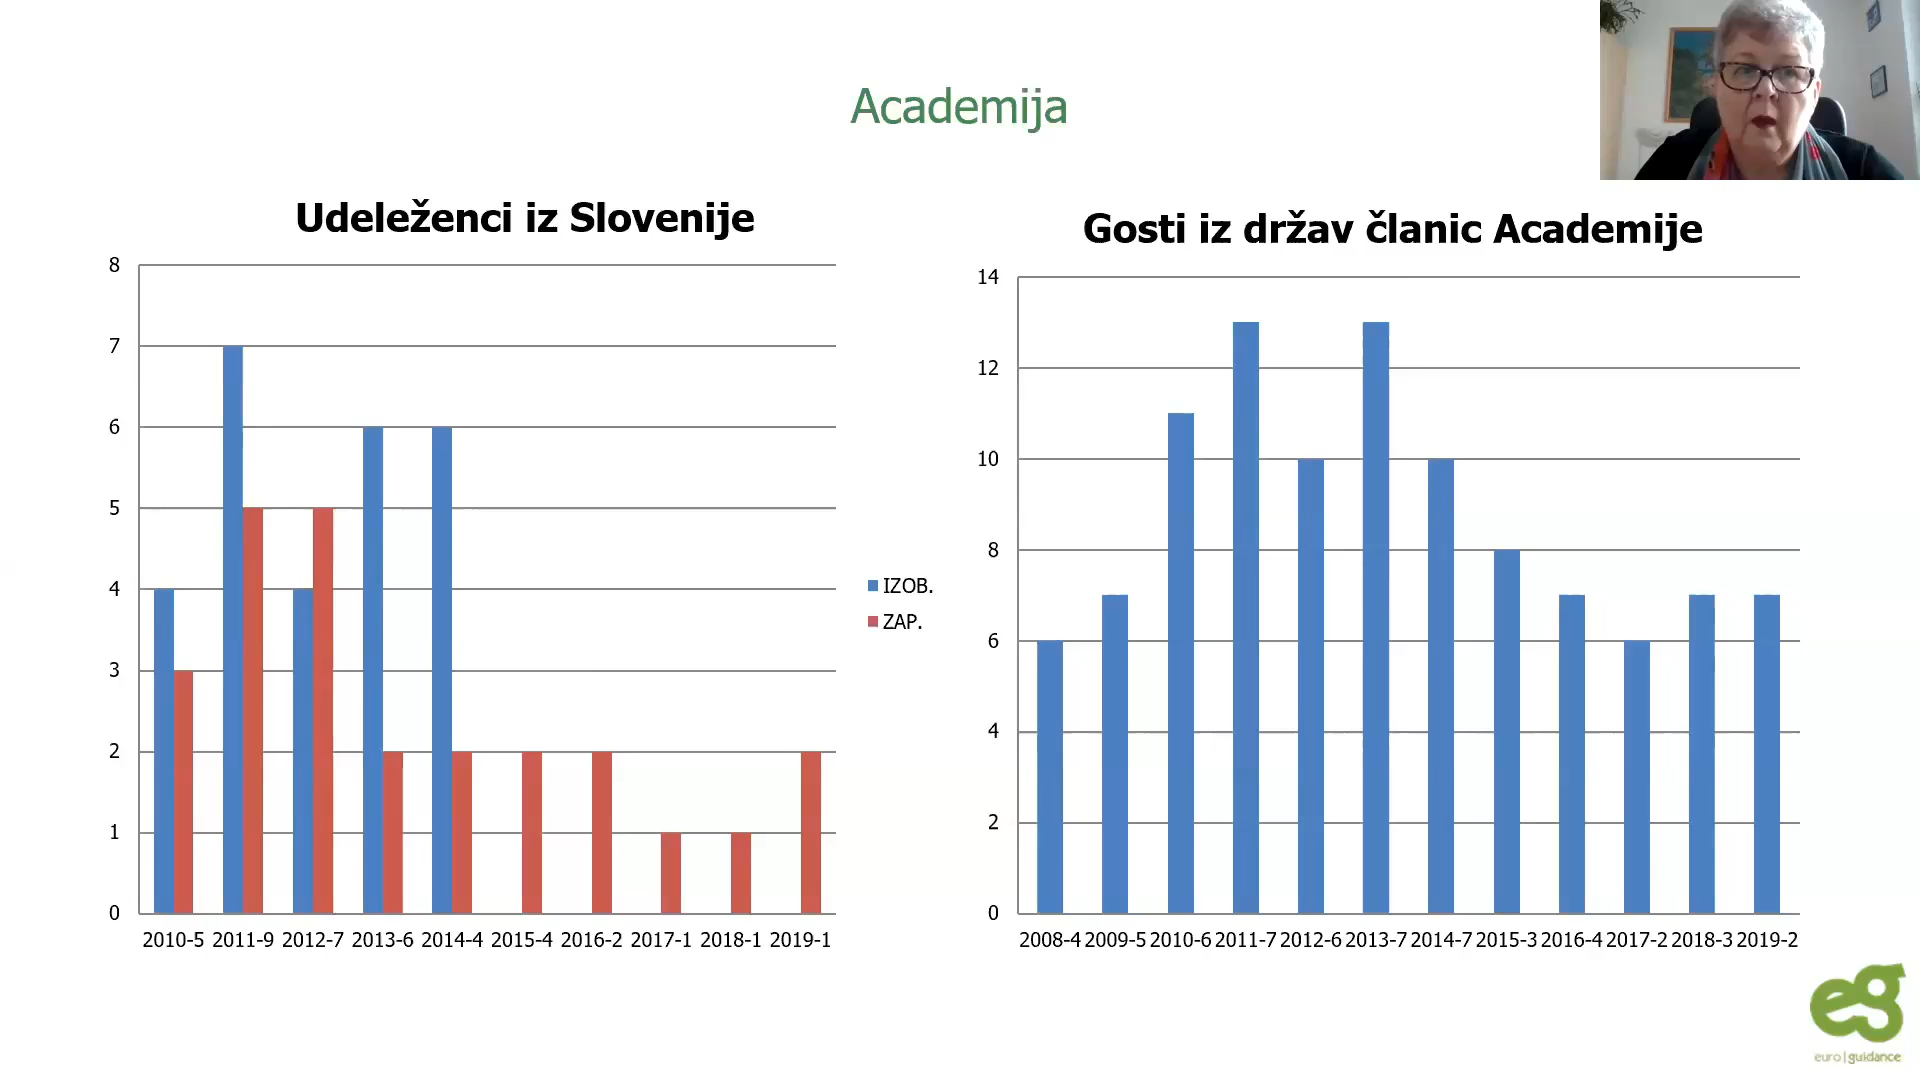 Academija
Udeleženci iz Slovenije
8
7
6
5
4
3
2
1
0
2010-5 2011-9 2012-7 2013-6 2014-4 2015-4 2016-2 2017-1 2018-1 2019-1
IZOB.
ZAP.
Gosti iz držav članic Academije
14
12
10
8
6
4
2
0
2008-4 2009-5 2010-6 2011-7 2012-6 2013-7 2014-7 2015-3 2016-4 2017-2 2018-3 2019-2
eg
euro|guidance